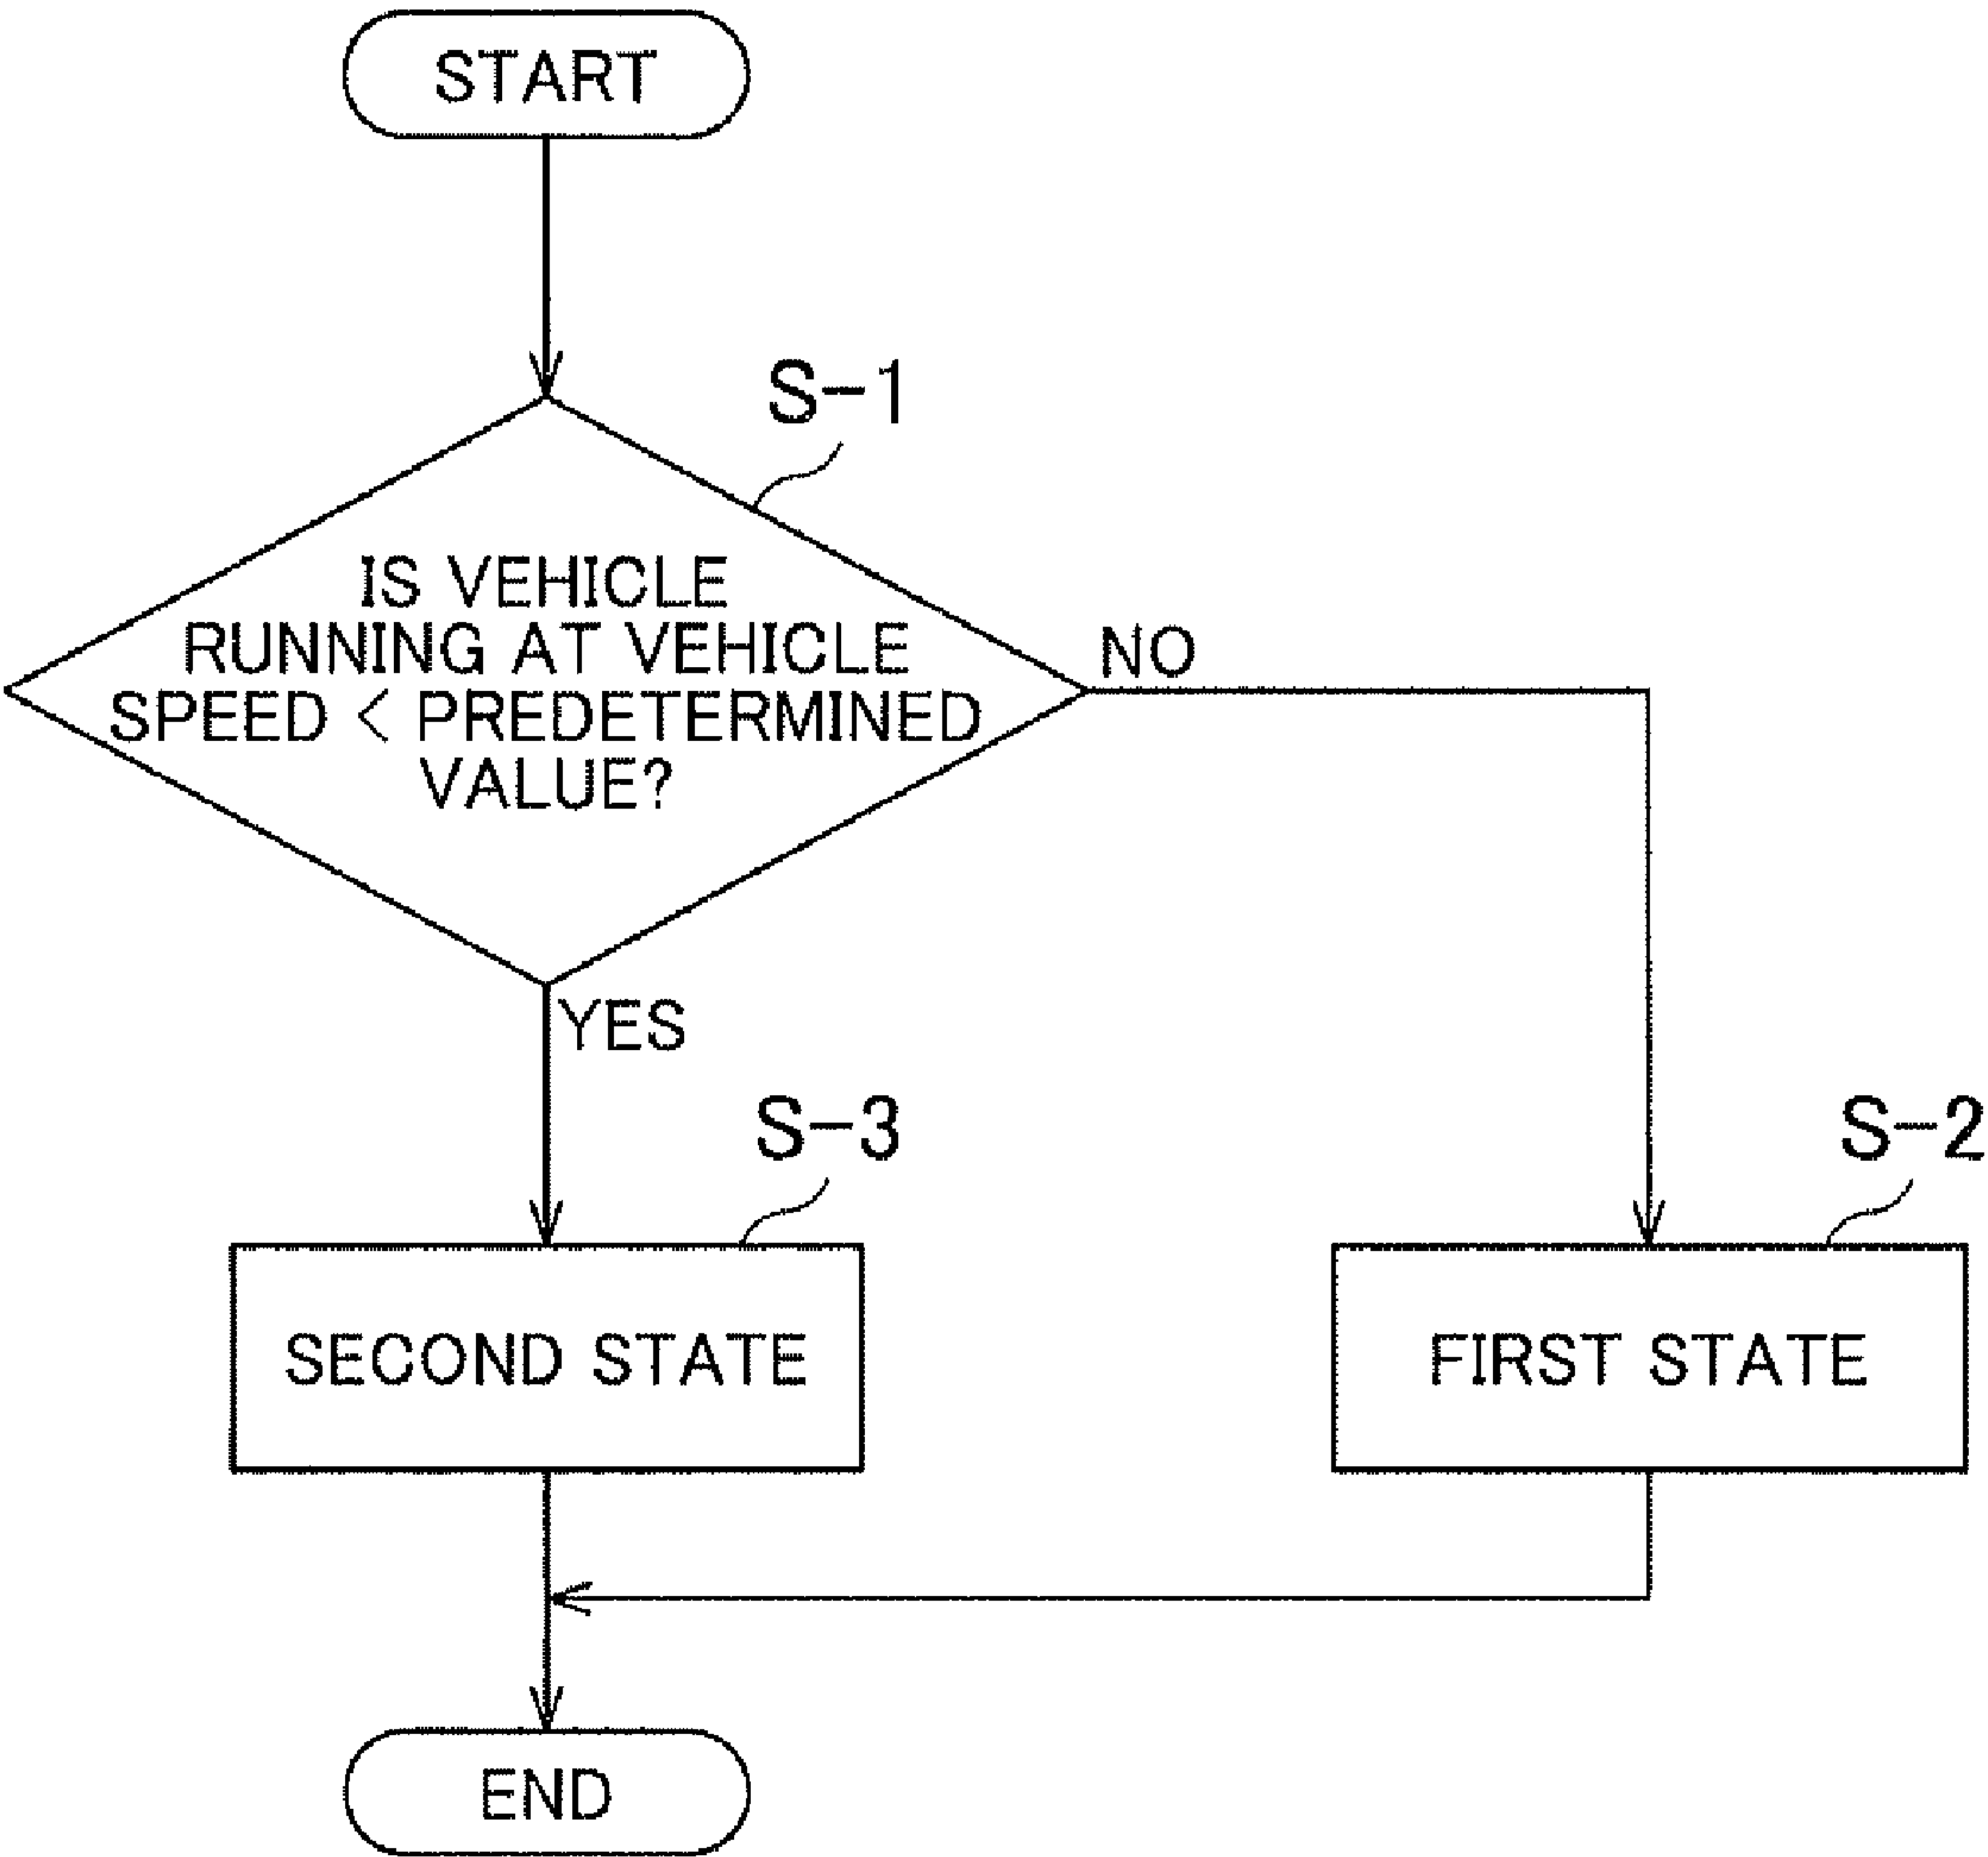 START
S-1
IS VEHICLE
RUNNING AT VEHICLE
SPEED < PREDETERMINED
VALUE?
NO
YES
S-3
SECOND STATE
S-2
FIRST STATE
END